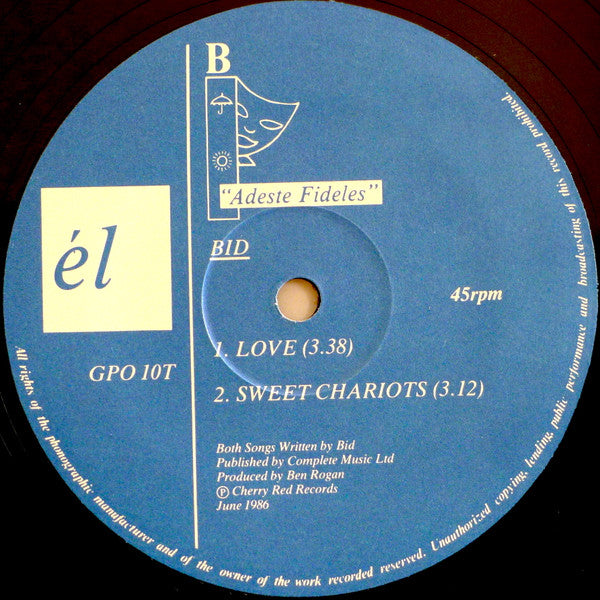 B
"Adeste Fideles"
BID
él
45rpm
GPO 10T
1. LOVE (3.38)
2. SWEET CHARIOTS (3.12)
Both Songs Written by Bid
Published by Complete Music Ltd
Produced by Ben Rogan
Ⓟ Cherry Red Records
June 1986
All rights of the phonographic manufacturer and of the owner of the work recorded reserved. Unauthorized copying, lending, public performance and broadcasting of this record prohibited.